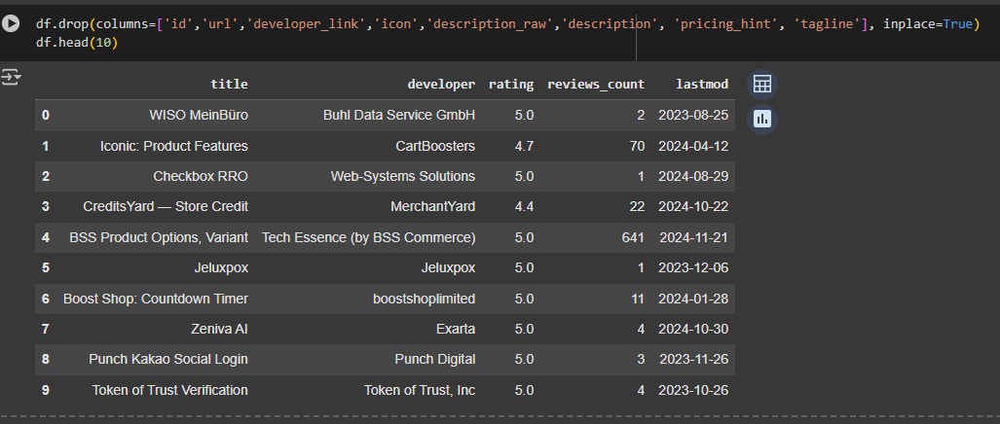 df.drop(columns=['id','url','developer_link','icon','description_raw','description', 'pricing_hint', 'tagline'], inplace=True)
df.head(10)
title developer rating reviews_count lastmod
0 WISO MeinBüro Buhl Data Service GmbH 5.0 2 2023-08-25
1 Iconic: Product Features CartBoosters 4.7 70 2024-04-12
2 Checkbox RRO Web-Systems Solutions 5.0 1 2024-08-29
3 CreditsYard — Store Credit MerchantYard 4.4 22 2024-10-22
4 BSS Product Options, Variant Tech Essence (by BSS Commerce) 5.0 641 2024-11-21
5 Jeluxpox Jeluxpox 5.0 1 2023-12-06
6 Boost Shop: Countdown Timer boostshoplimited 5.0 11 2024-01-28
7 Zeniva AI Exarta 5.0 4 2024-10-30
8 Punch Kakao Social Login Punch Digital 5.0 3 2023-11-26
9 Token of Trust Verification Token of Trust, Inc 5.0 4 2023-10-26